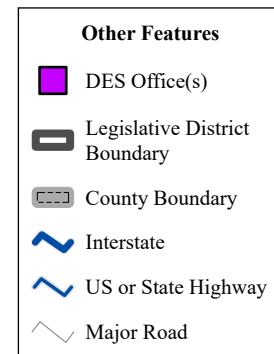 Other Features
DES Office(s)
Legislative District
Boundary
County Boundary
Interstate
US or State Highway
Major Road